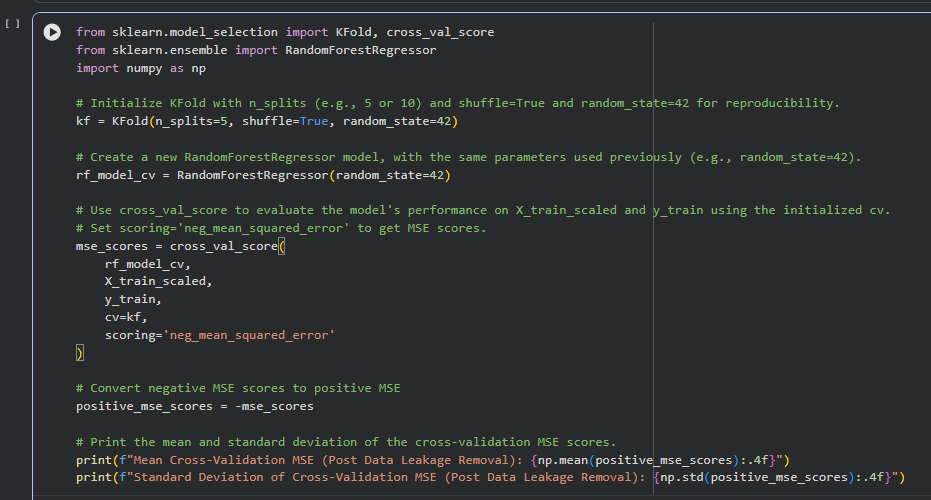 [ ]
from sklearn.model_selection import KFold, cross_val_score
from sklearn.ensemble import RandomForestRegressor
import numpy as np
# Initialize KFold with n_splits (e.g., 5 or 10) and shuffle=True and random_state=42 for reproducibility.
kf = KFold(n_splits=5, shuffle=True, random_state=42)
# Create a new RandomForestRegressor model, with the same parameters used previously (e.g., random_state=42).
rf_model_cv = RandomForestRegressor(random_state=42)
# Use cross_val_score to evaluate the model's performance on X_train_scaled and y_train using the initialized cv.
# Set scoring='neg_mean_squared_error' to get MSE scores.
mse_scores = cross_val_score(
    rf_model_cv,
    X_train_scaled,
    y_train,
    cv=kf,
    scoring='neg_mean_squared_error'
)
# Convert negative MSE scores to positive MSE
positive_mse_scores = -mse_scores
# Print the mean and standard deviation of the cross-validation MSE scores.
print(f"Mean Cross-Validation MSE (Post Data Leakage Removal): {np.mean(positive_mse_scores):.4f}")
print(f"Standard Deviation of Cross-Validation MSE (Post Data Leakage Removal): {np.std(positive_mse_scores):.4f}")